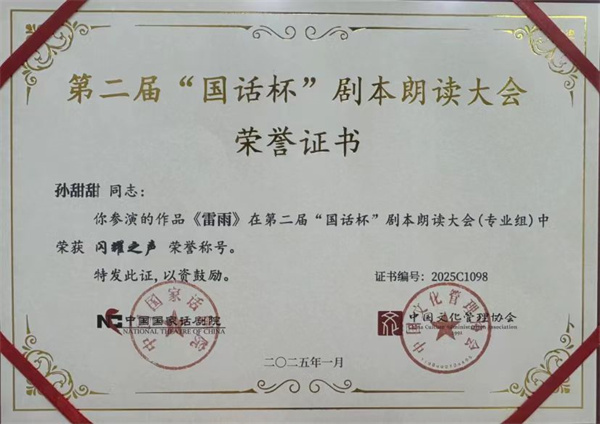 第二届“国话杯”剧本朗读大会
荣誉证书
孙甜甜 同志：
你参演的作品《雷雨》在第二届“国话杯”剧本朗读大会(专业组)中
荣获 闪耀之声 荣誉称号。
特发此证，以资鼓励。
证书编号：2025C1098
中国国家话剧院
NATIONAL THEATRE OF CHINA
中国文化管理协会
China Culture Administration Association
二〇二五年一月